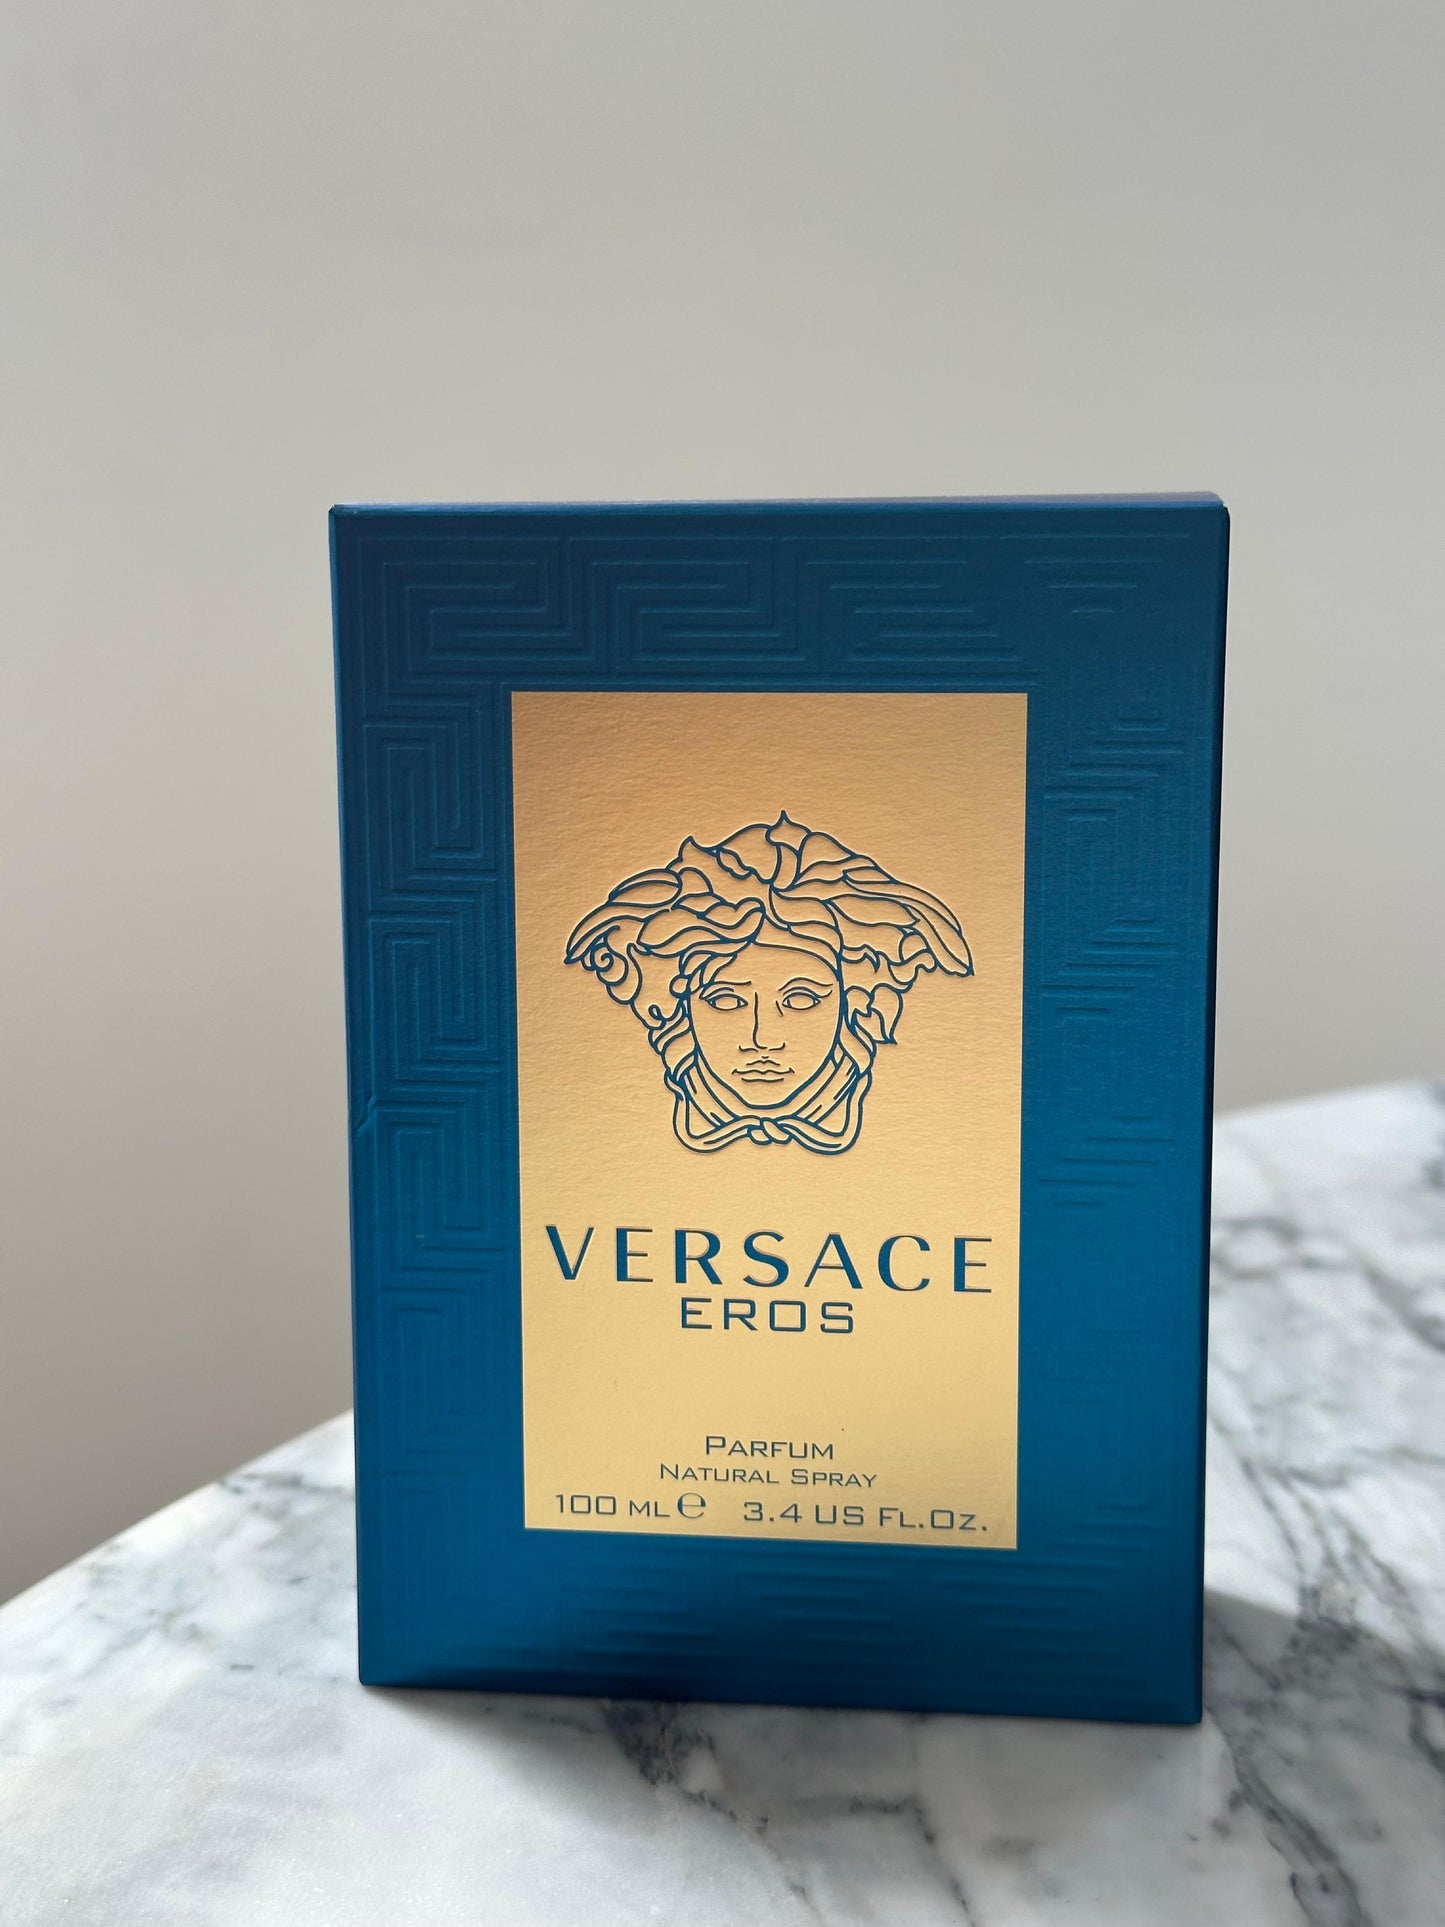 VERSACE
EROS
PARFUM
NATURAL SPRAY
100 ML ℮ 3.4 US FL.OZ.